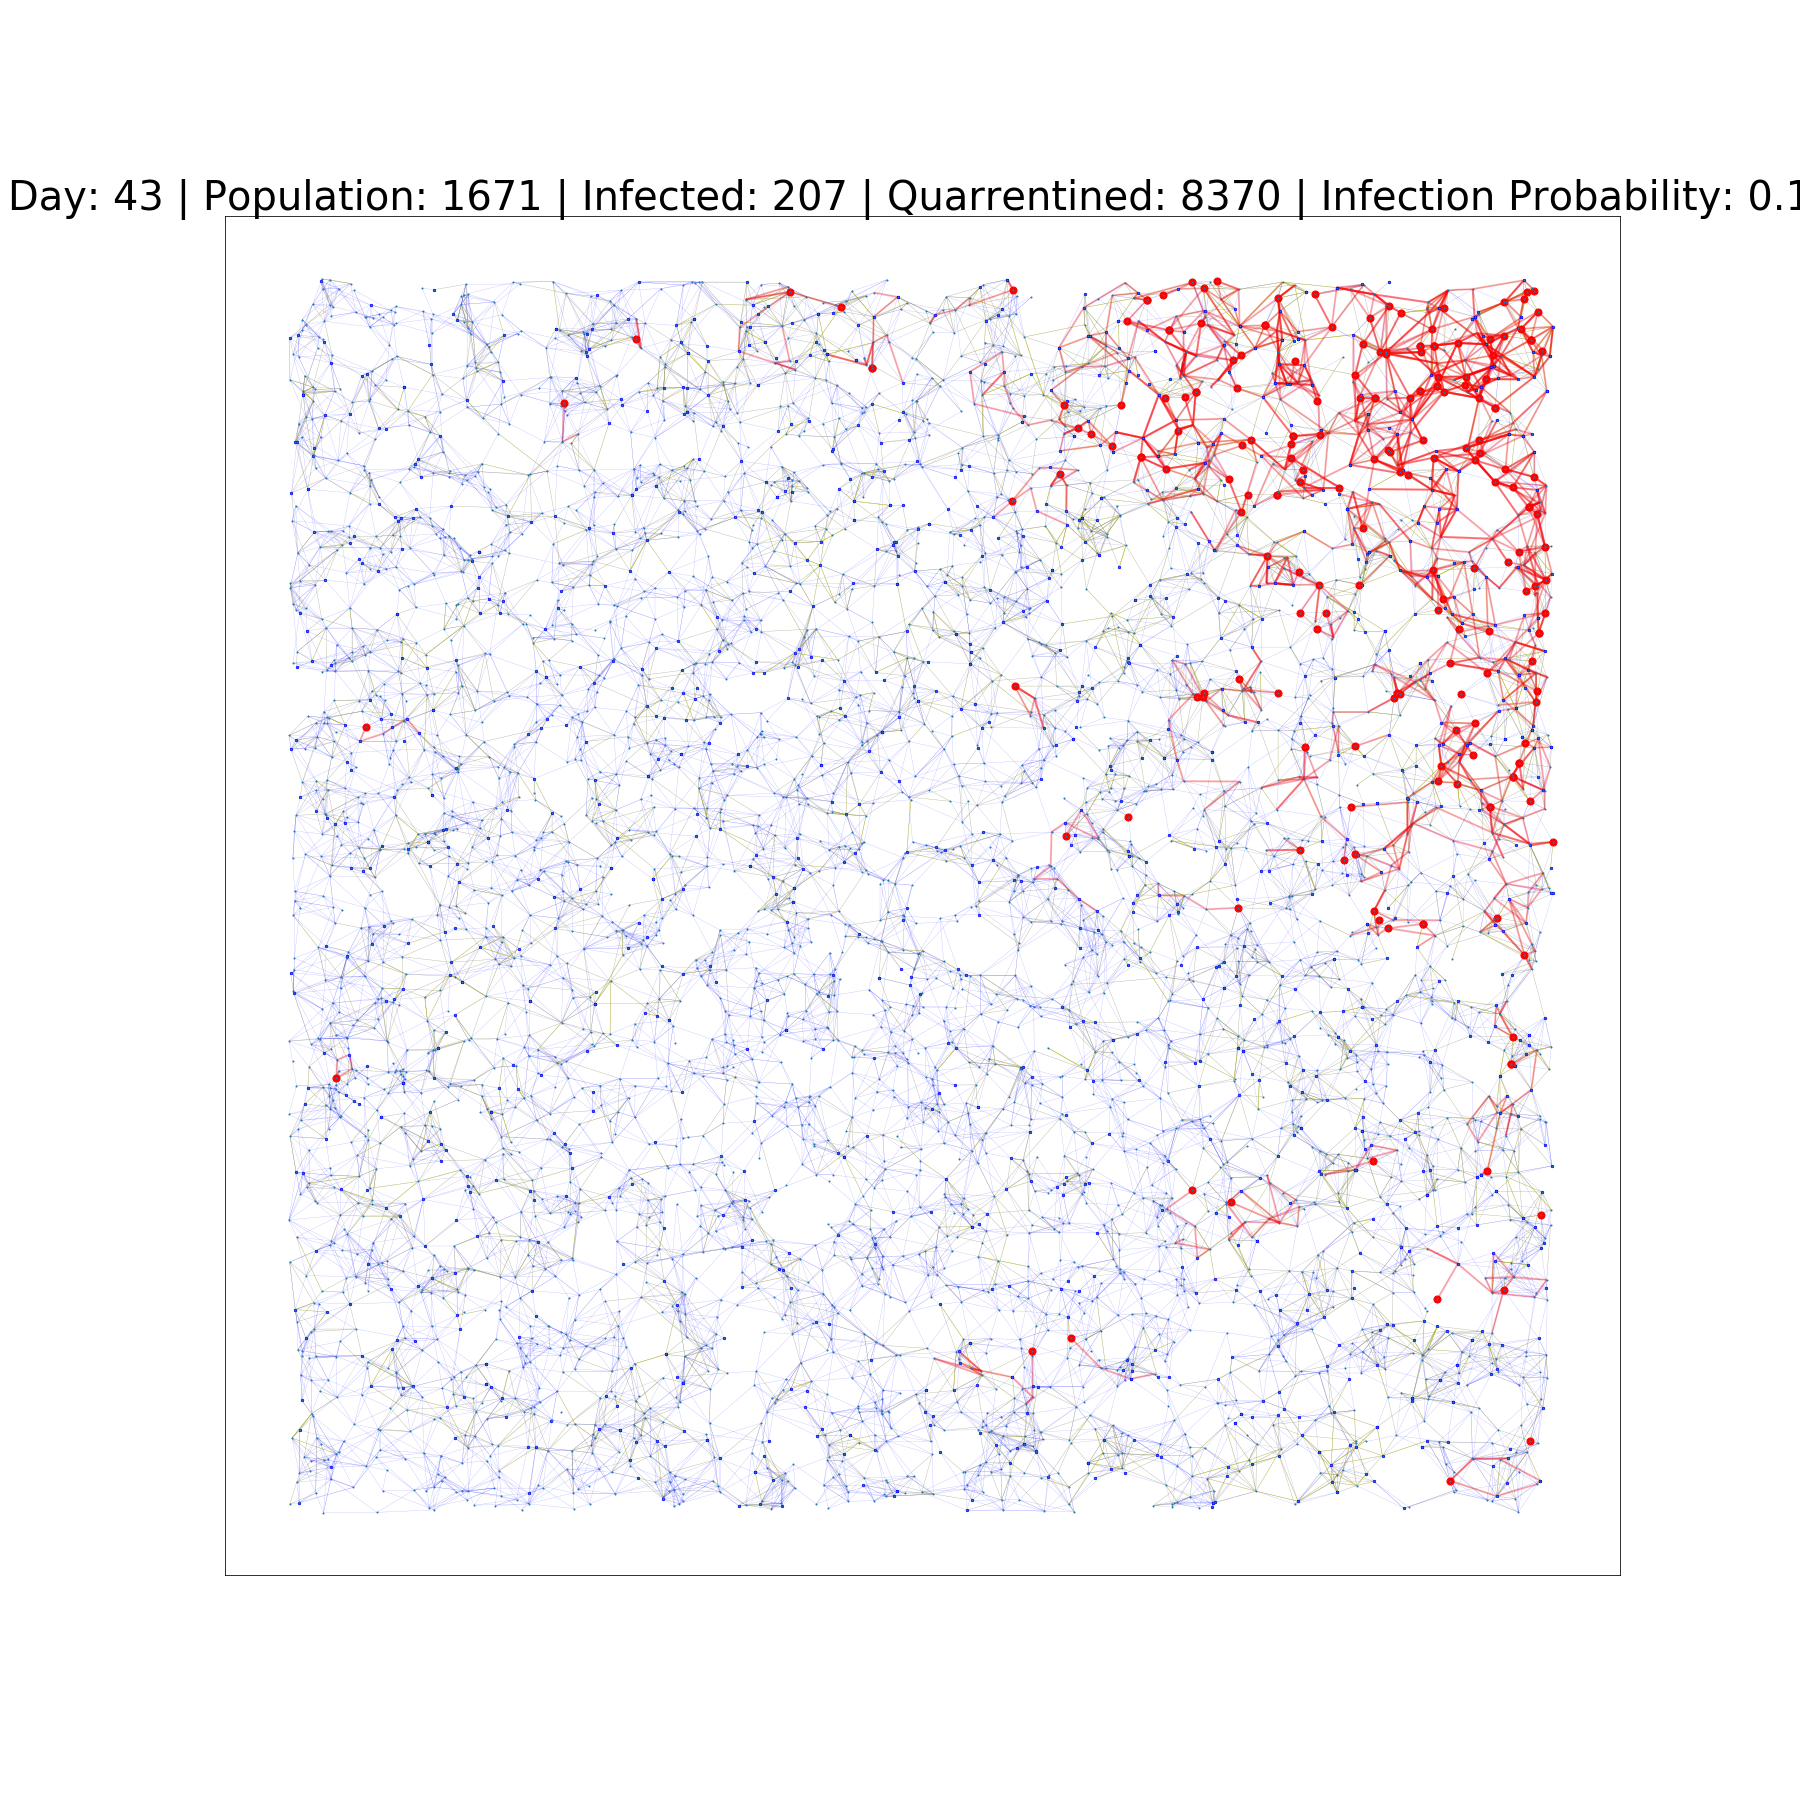 Day: 43 | Population: 1671 | Infected: 207 | Quarrentined: 8370 | Infection Probability: 0.1